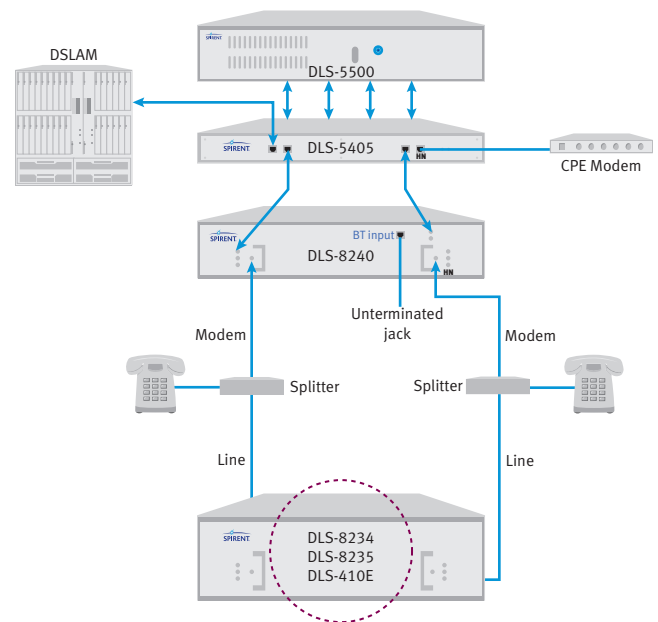 DSLAM
SPIRENT
DLS-5500
SPIRENT
DLS-5405
HN
CPE Modem
SPIRENT
BT input
DLS-8240
HN
Unterminated
jack
Modem
Modem
Splitter
Splitter
Line
Line
SPIRENT
DLS-8234
DLS-8235
DLS-410E